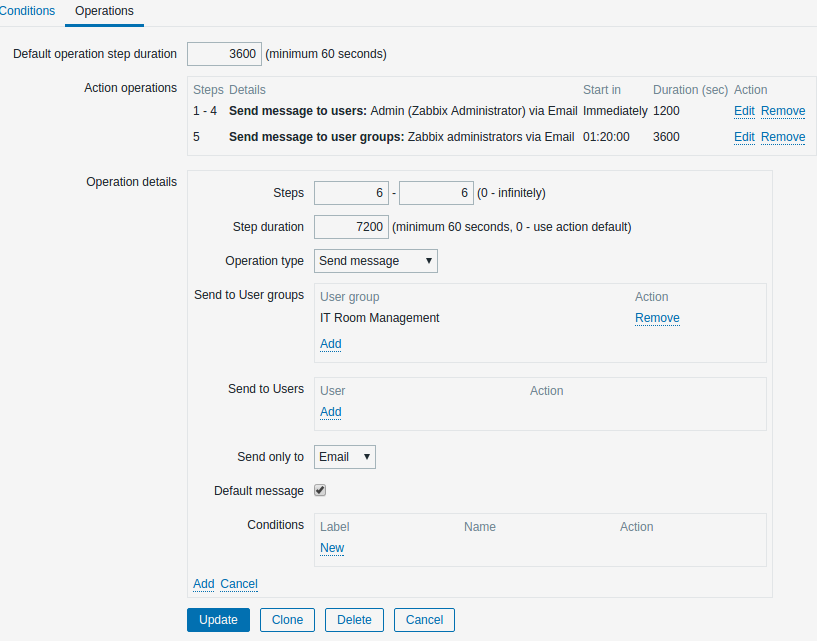 Conditions Operations
Default operation step duration 3600 (minimum 60 seconds)
Action operations Steps Details Start in Duration (sec) Action
1 - 4 Send message to users: Admin (Zabbix Administrator) via Email Immediately 1200 Edit Remove
5 Send message to user groups: Zabbix administrators via Email 01:20:00 3600 Edit Remove
Operation details
Steps 6 - 6 (0 - infinitely)
Step duration 7200 (minimum 60 seconds, 0 - use action default)
Operation type Send message
Send to User groups User group Action
IT Room Management Remove
Add
Send to Users User Action
Add
Send only to Email
Default message
Conditions Label Name Action
New
Add Cancel
Update Clone Delete Cancel